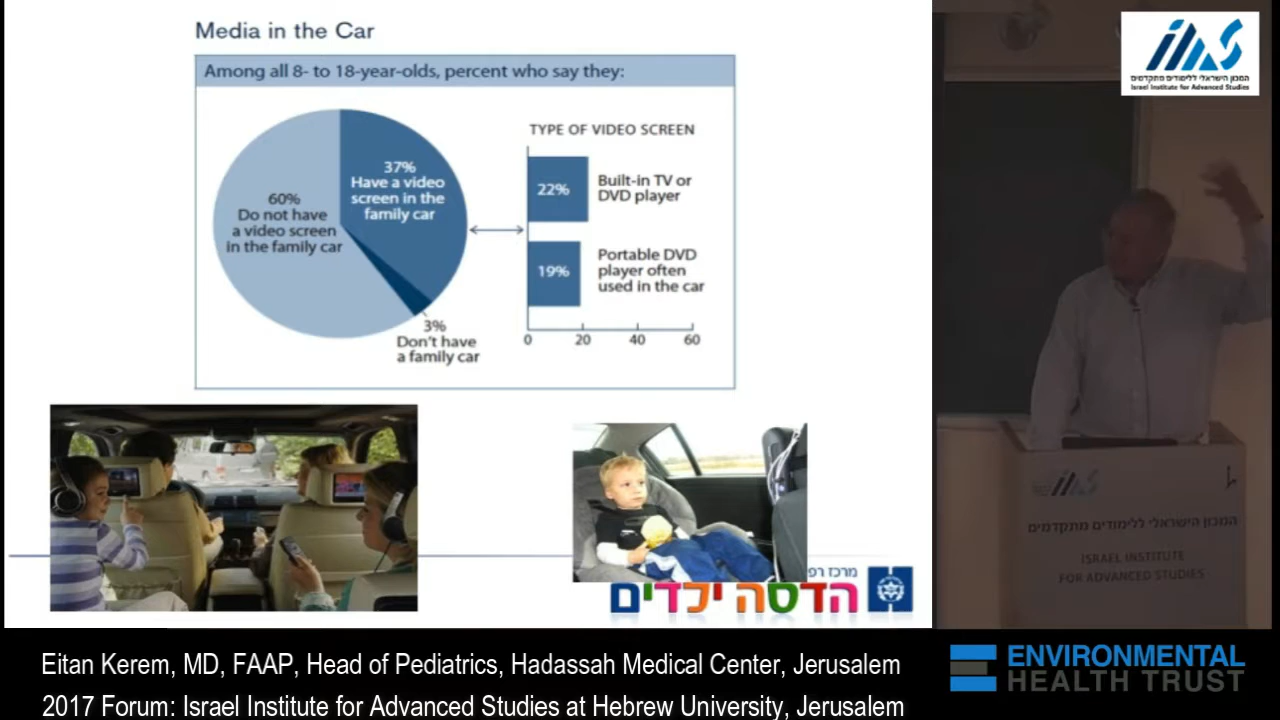 Media in the Car
Among all 8- to 18-year-olds, percent who say they:
37%
Have a video
screen in the
family car
60%
Do not have
a video screen
in the family car
3%
Don't have
a family car
TYPE OF VIDEO SCREEN
22%
Built-in TV or
DVD player
19%
Portable DVD
player often
used in the car
0 20 40 60
מרכז רפ
הדסה ילדים
המכון הישראלי ללימודים מתקדמים
Israel Institute for Advanced Studies
המכון הישראלי ללימודים מתקדמים
ISRAEL INSTITUTE
FOR ADVANCED STUDIES
Eitan Kerem, MD, FAAP, Head of Pediatrics, Hadassah Medical Center, Jerusalem
2017 Forum: Israel Institute for Advanced Studies at Hebrew University, Jerusalem
ENVIRONMENTAL
HEALTH TRUST